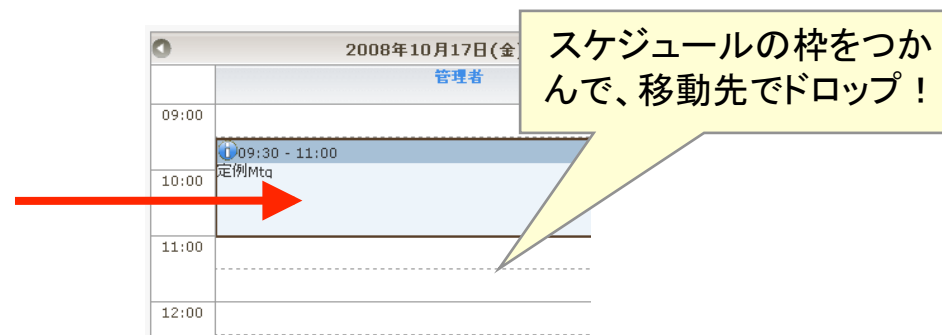 2008年10月17日(金)
スケジュールの枠をつか
んで、移動先でドロップ！
管理者
09:00
09:30 - 11:00
定例Mtg
10:00
11:00
12:00